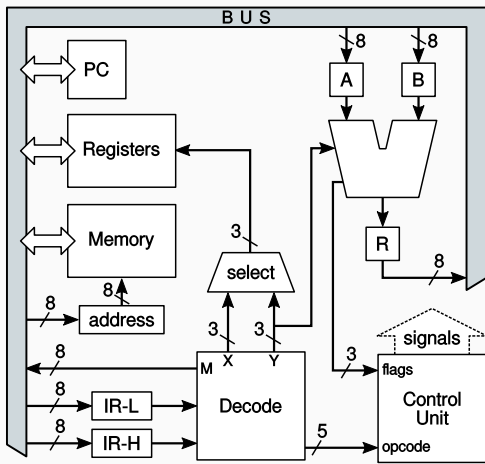 BUS
8
8
PC
A
B
Registers
3
Memory
R
select
8
8
8
address
signals
3
3
8
M
X
Y
3
flags
8
IR-L
Decode
Control
Unit
8
IR-H
5
opcode